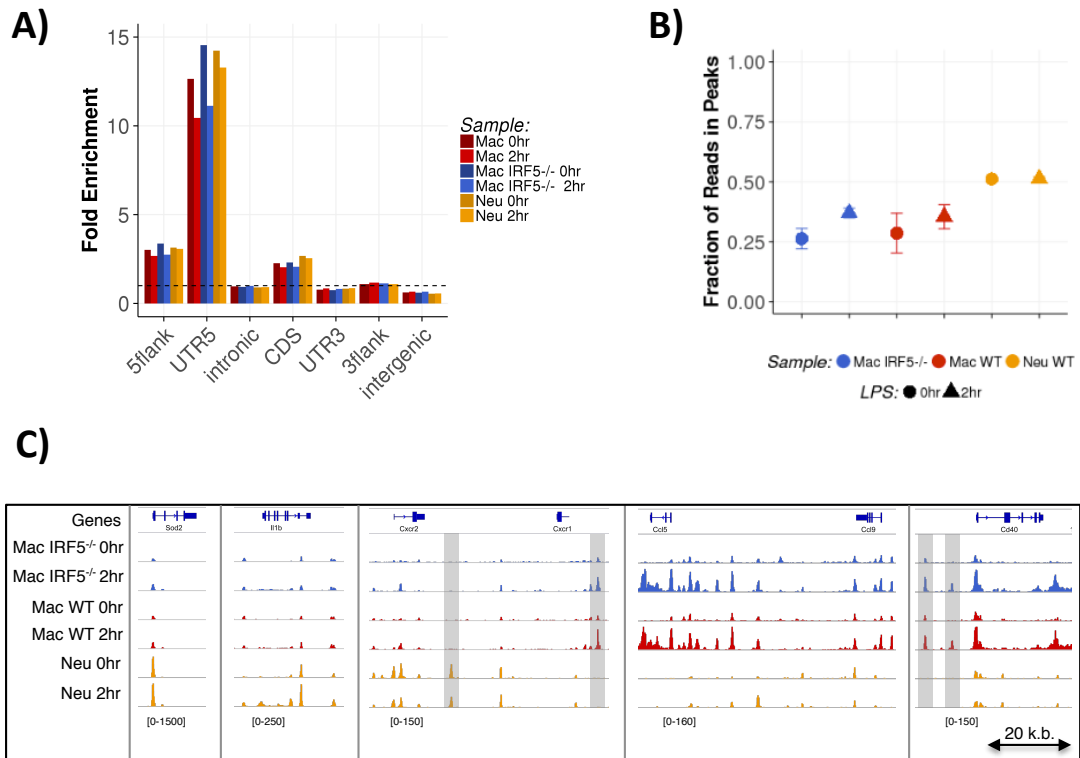 A)
Fold Enrichment
15
10
5
0
5flank
UTR5
intronic
CDS
UTR3
3flank
intergenic
Sample:
Mac 0hr
Mac 2hr
Mac IRF5-/- 0hr
Mac IRF5-/- 2hr
Neu 0hr
Neu 2hr
B)
Fraction of Reads in Peaks
1.00
0.75
0.50
0.25
0.00
Sample: Mac IRF5-/- Mac WT Neu WT
LPS: 0hr 2hr
C)
Genes
Sod2
Il1b
Cxcr2
Cxcr1
Ccl5
Ccl9
Cd40
Mac IRF5-/- 0hr
Mac IRF5-/- 2hr
Mac WT 0hr
Mac WT 2hr
Neu 0hr
Neu 2hr
[0-1500]
[0-250]
[0-150]
[0-160]
[0-150]
20 k.b.